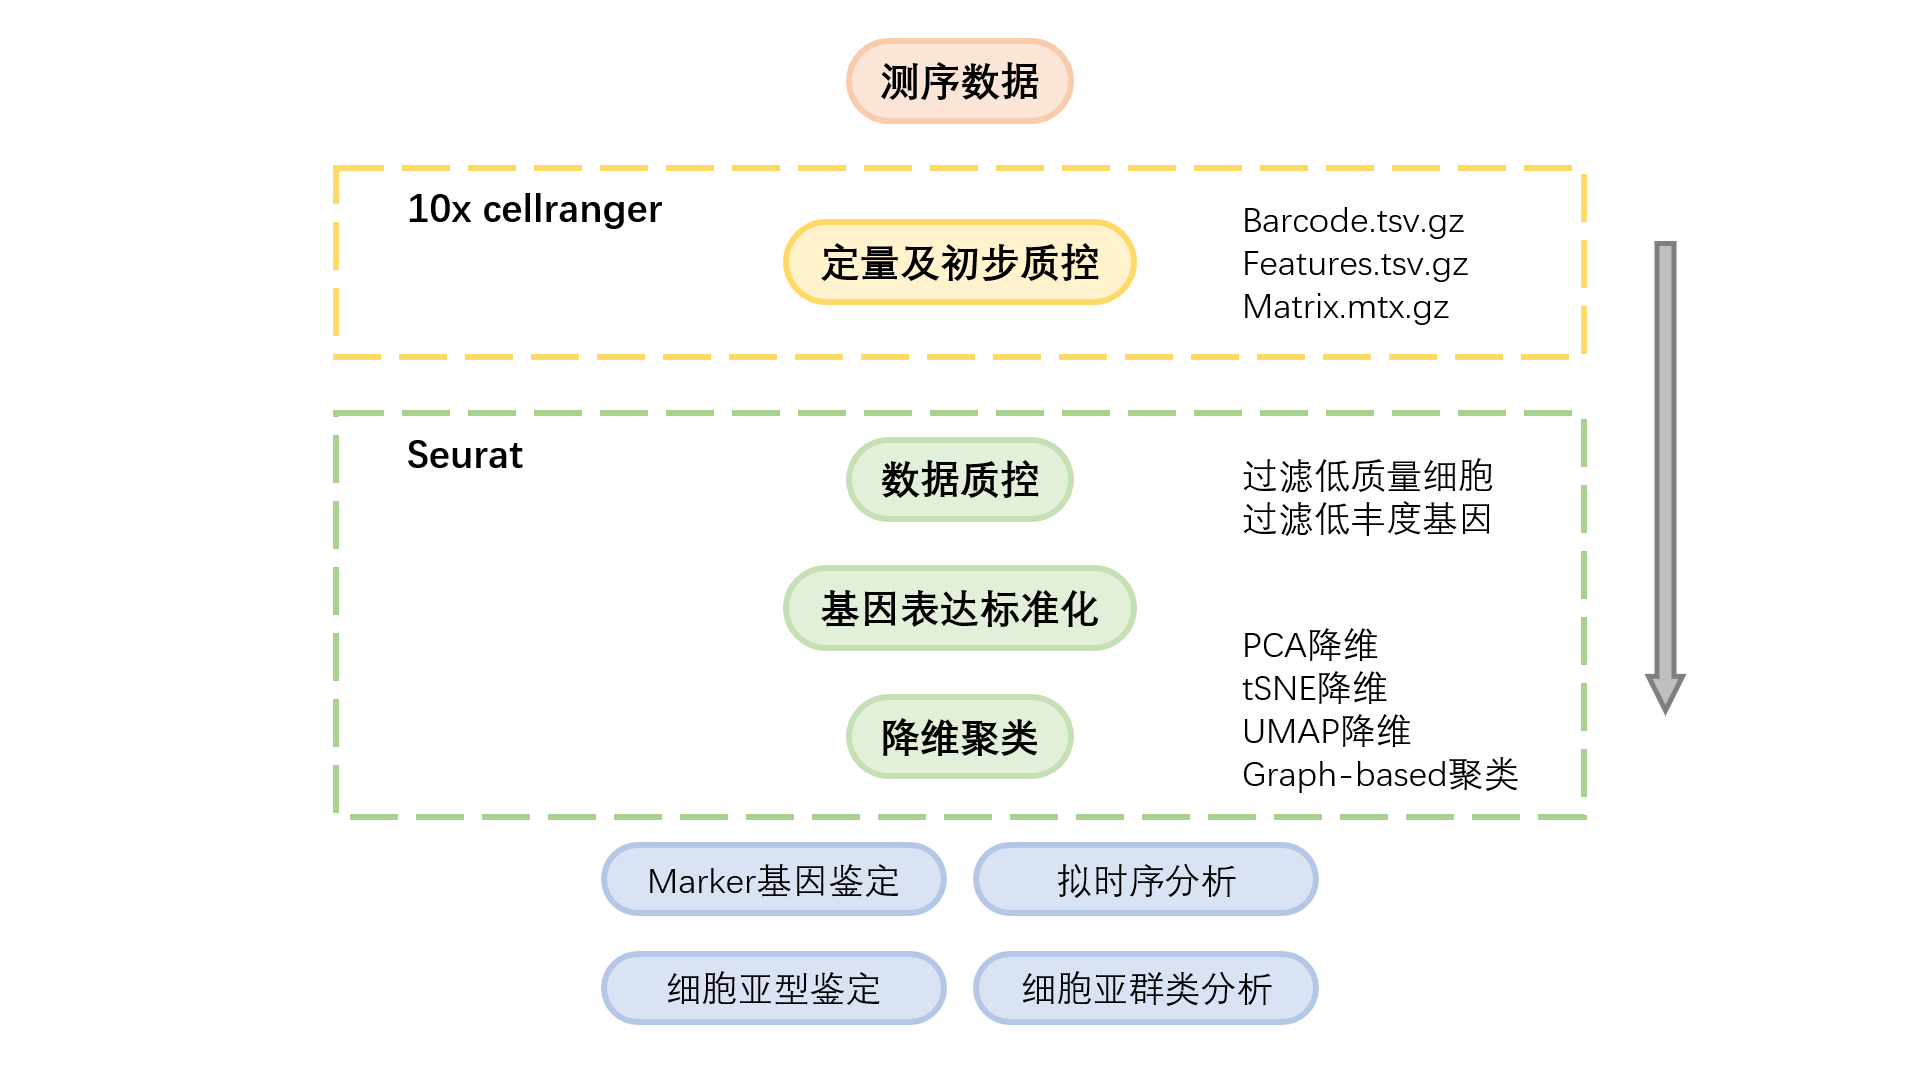 测序数据
10x cellranger
定量及初步质控
Barcode.tsv.gz
Features.tsv.gz
Matrix.mtx.gz
Seurat
数据质控
过滤低质量细胞
过滤低丰度基因
基因表达标准化
降维聚类
PCA降维
tSNE降维
UMAP降维
Graph-based聚类
Marker基因鉴定
拟时序分析
细胞亚型鉴定
细胞亚群类分析